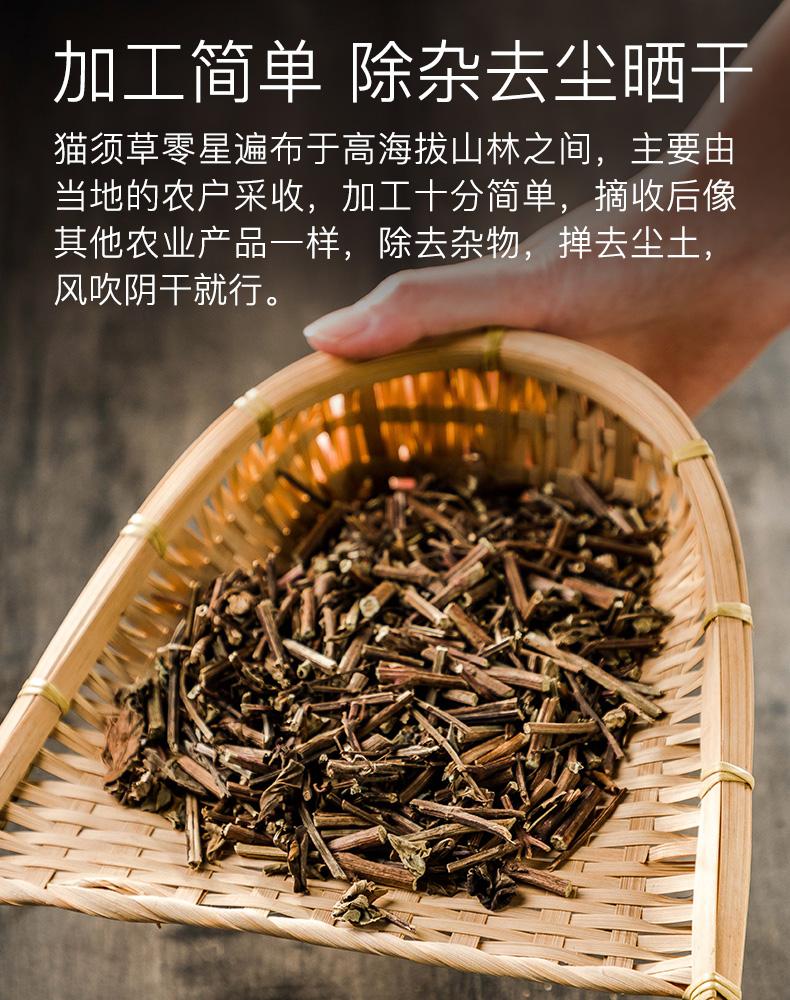 加工简单 除杂去尘晒干
猫须草零星遍布于高海拔山林之间，主要由
当地的农户采收，加工十分简单，摘收后像
其他农业产品一样，除去杂物，掸去尘土，
风吹阴干就行。